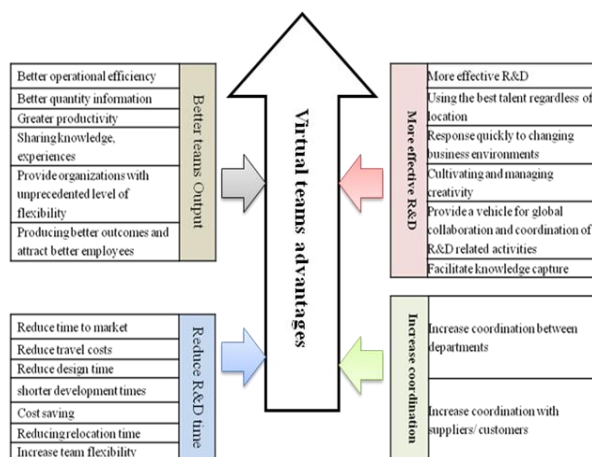 Better operational efficiency
Better quantity information
Greater productivity
Sharing knowledge,
experiences
Provide organizations with
unprecedented level of
flexibility
Producing better outcomes and
attract better employees
Better teams Output
Reduce time to market
Reduce travel costs
Reduce design time
shorter development times
Cost saving
Reducing relocation time
Increase team flexibility
Reduce R&D time
Virtual teams advantages
More effective R&D
More effective R&D
Using the best talent regardless of
location
Response quickly to changing
business environments
Cultivating and managing
creativity
Provide a vehicle for global
collaboration and coordination of
R&D related activities
Facilitate knowledge capture
Increase coordination
Increase coordination between
departments
Increase coordination with
suppliers/ customers